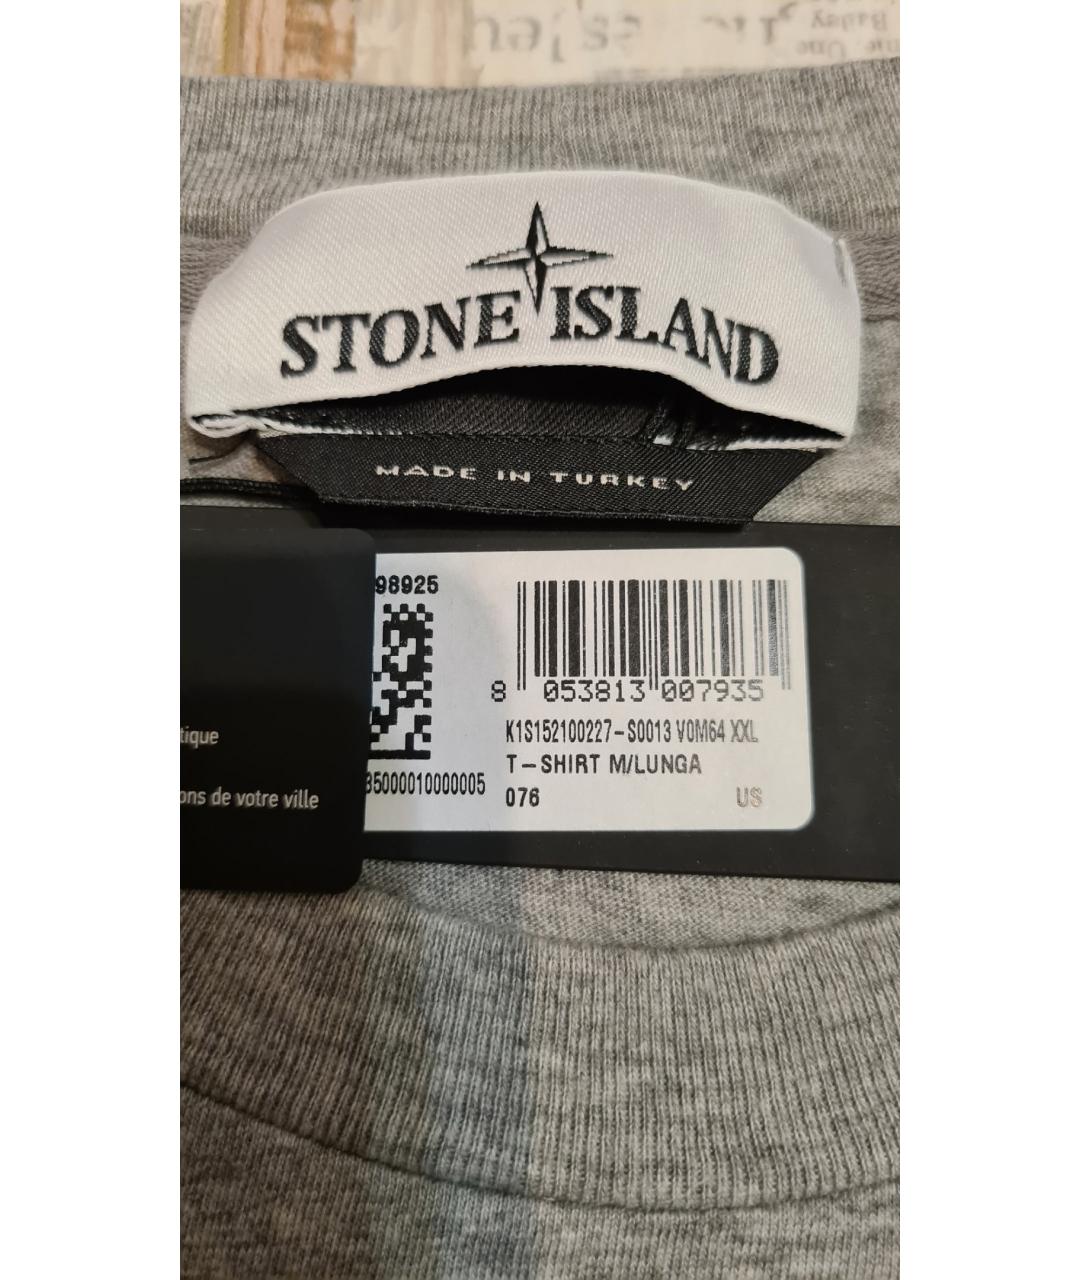 STONE ISLAND
MADE IN TURKEY
98925
8 053813 007935
K1S152100227-S0013 V0M64 XXL
T-SHIRT M/LUNGA
35000010000005
076 US
tique
ons de votre ville